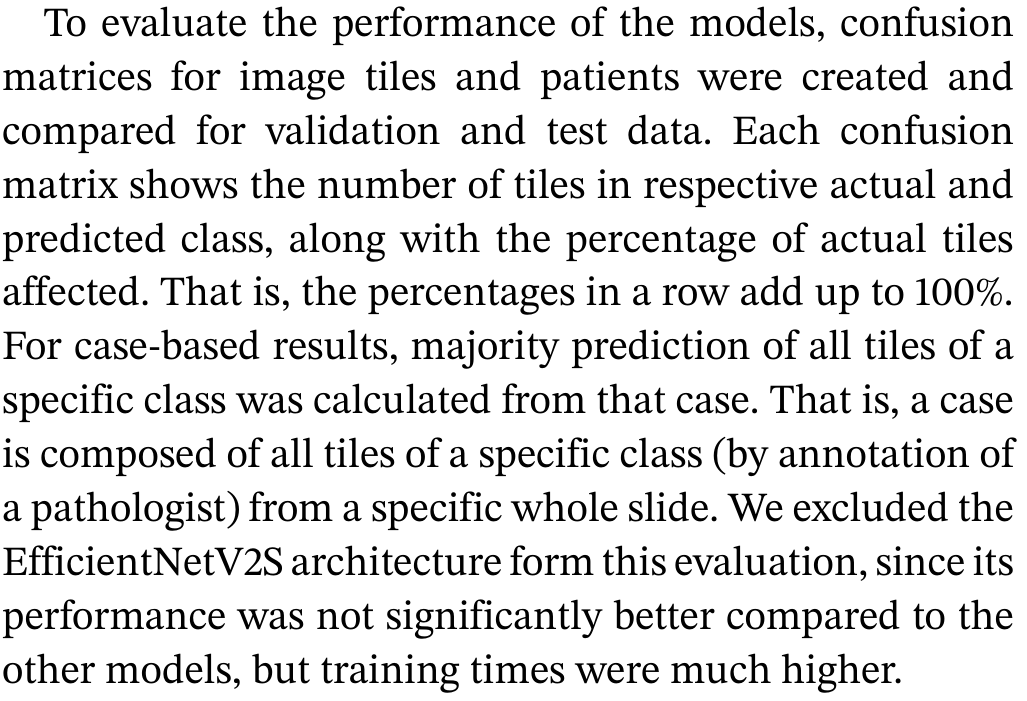 To evaluate the performance of the models, confusion
matrices for image tiles and patients were created and
compared for validation and test data. Each confusion
matrix shows the number of tiles in respective actual and
predicted class, along with the percentage of actual tiles
affected. That is, the percentages in a row add up to 100%.
For case-based results, majority prediction of all tiles of a
specific class was calculated from that case. That is, a case
is composed of all tiles of a specific class (by annotation of
a pathologist) from a specific whole slide. We excluded the
EfficientNetV2S architecture form this evaluation, since its
performance was not significantly better compared to the
other models, but training times were much higher.